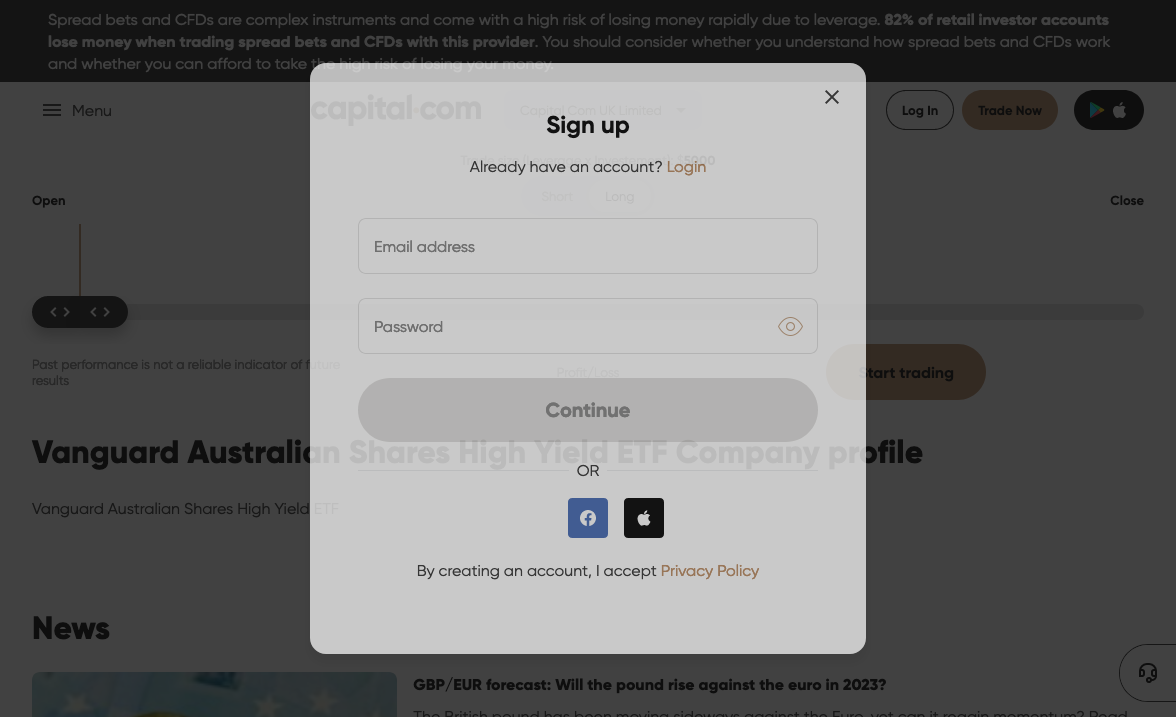 Spread bets and CFDs are complex instruments and come with a high risk of losing money rapidly due to leverage. 82% of retail investor accounts
lose money when trading spread bets and CFDs with this provider. You should consider whether you understand how spread bets and CFDs work
and whether you can afford to take the high risk of losing your money.
Menu
capital.com
Capital Com UK Limited
Log In
Trade Now
Sign up
$5000
Already have an account? Login
Short
Long
Open
Close
Email address
Password
Past performance is not a reliable indicator of future
results
Profit/Loss
Start trading
Continue
Vanguard Australian Shares High Yield ETF Company profile
OR
Vanguard Australian Shares High Yield ETF
By creating an account, I accept Privacy Policy
News
GBP/EUR forecast: Will the pound rise against the euro in 2023?
The British pound has been moving sideways against the Euro, yet can it regain momentum? Read